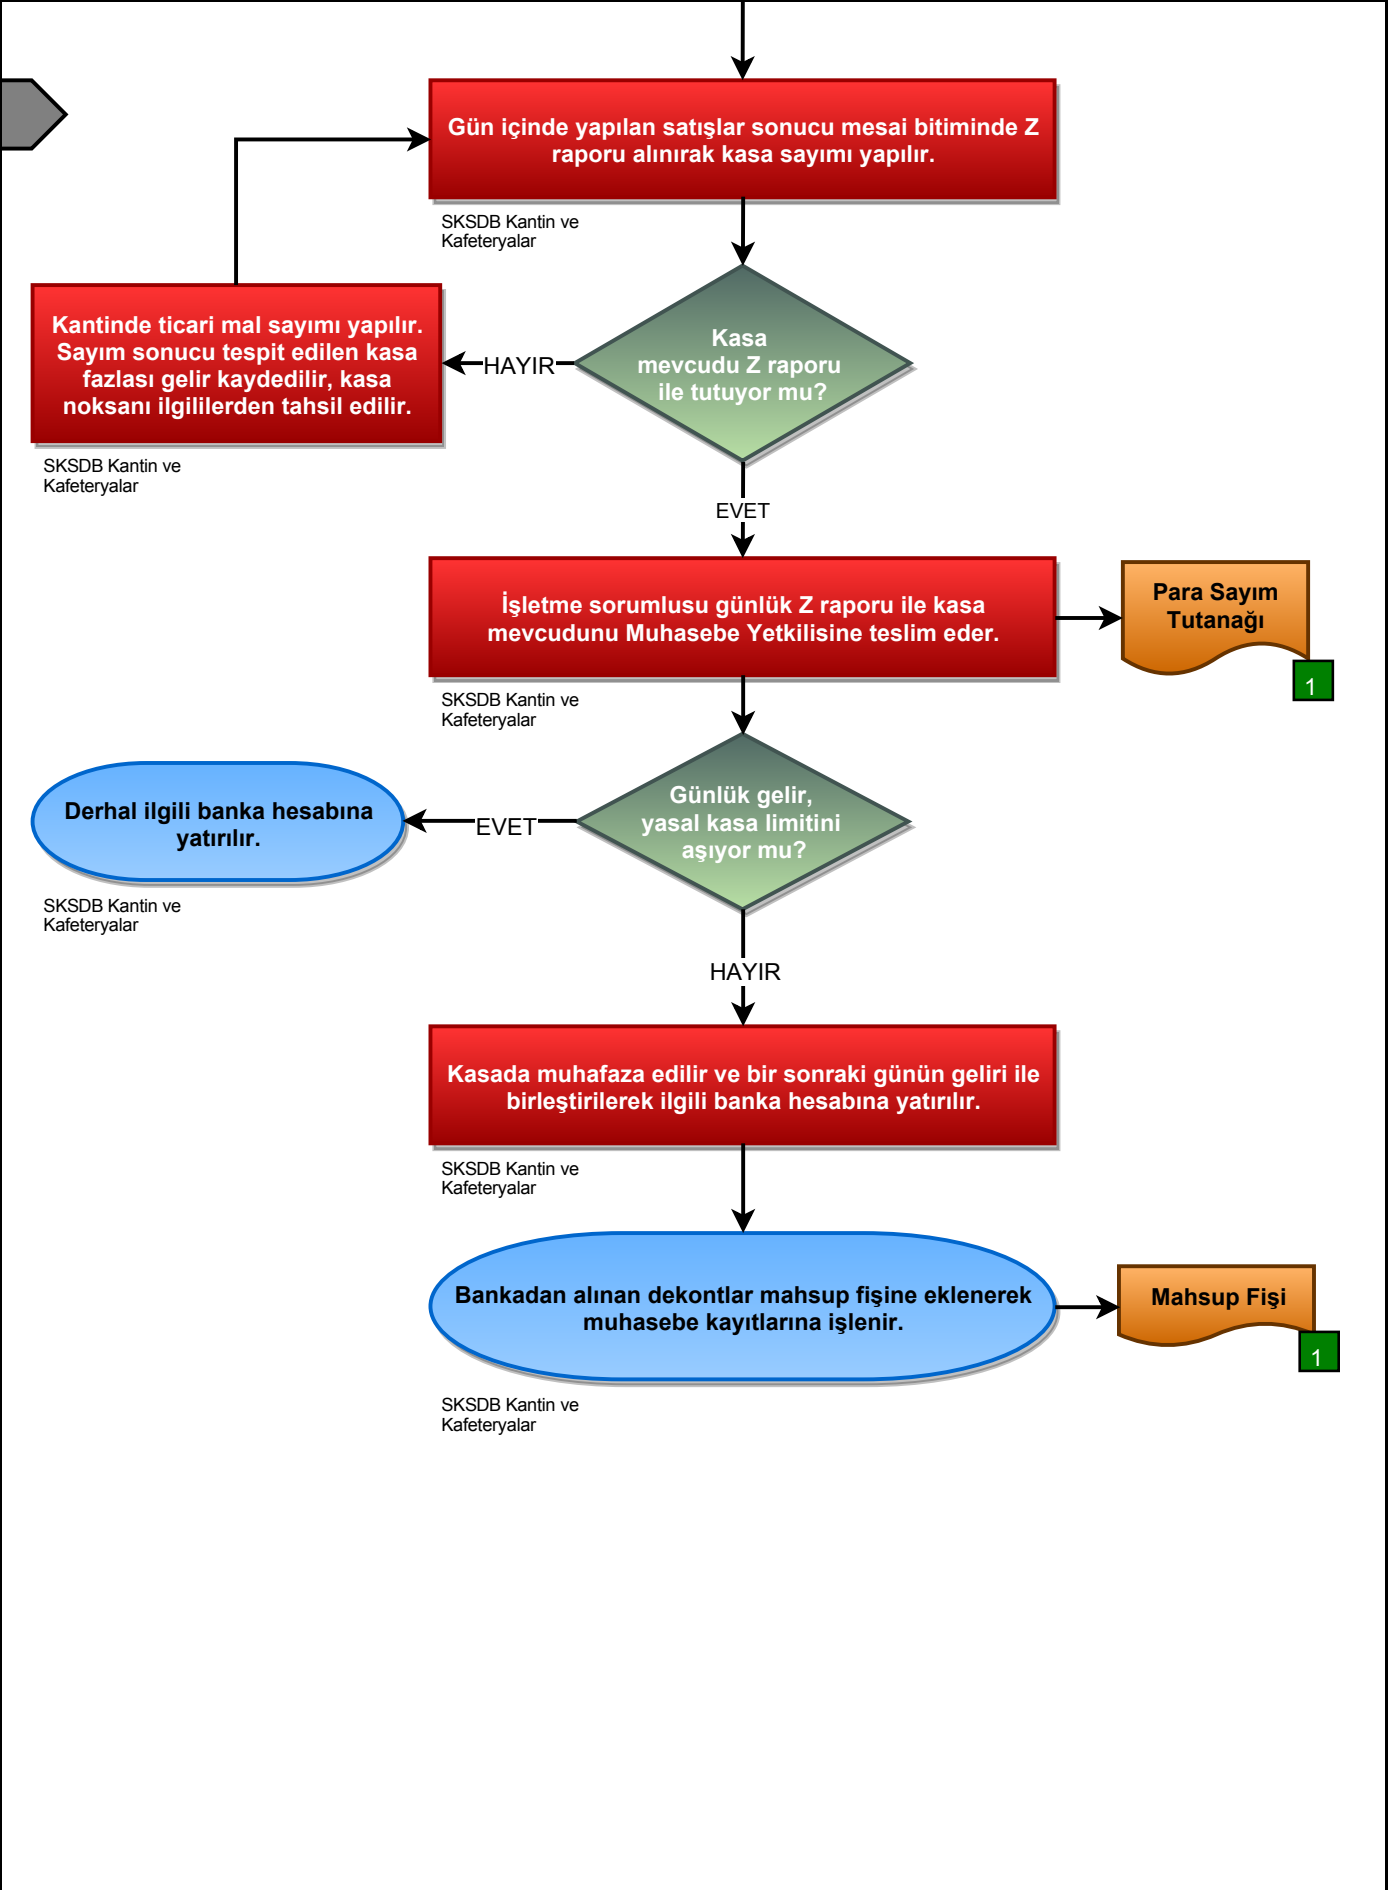 Gün içinde yapılan satışlar sonucu mesai bitiminde Z
raporu alınırak kasa sayımı yapılır.
SKSDB Kantin ve
Kafeteryalar
Kantinde ticari mal sayımı yapılır.
Sayım sonucu tespit edilen kasa
fazlası gelir kaydedilir, kasa
noksanı ilgililerden tahsil edilir.
SKSDB Kantin ve
Kafeteryalar
HAYIR
Kasa
mevcudu Z raporu
ile tutuyor mu?
EVET
İşletme sorumlusu günlük Z raporu ile kasa
mevcudunu Muhasebe Yetkilisine teslim eder.
SKSDB Kantin ve
Kafeteryalar
Para Sayım
Tutanağı
1
Günlük gelir,
yasal kasa limitini
aşıyor mu?
EVET
Derhal ilgili banka hesabına
yatırılır.
SKSDB Kantin ve
Kafeteryalar
HAYIR
Kasada muhafaza edilir ve bir sonraki günün geliri ile
birleştirilerek ilgili banka hesabına yatırılır.
SKSDB Kantin ve
Kafeteryalar
Bankadan alınan dekontlar mahsup fişine eklenerek
muhasebe kayıtlarına işlenir.
SKSDB Kantin ve
Kafeteryalar
Mahsup Fişi
1